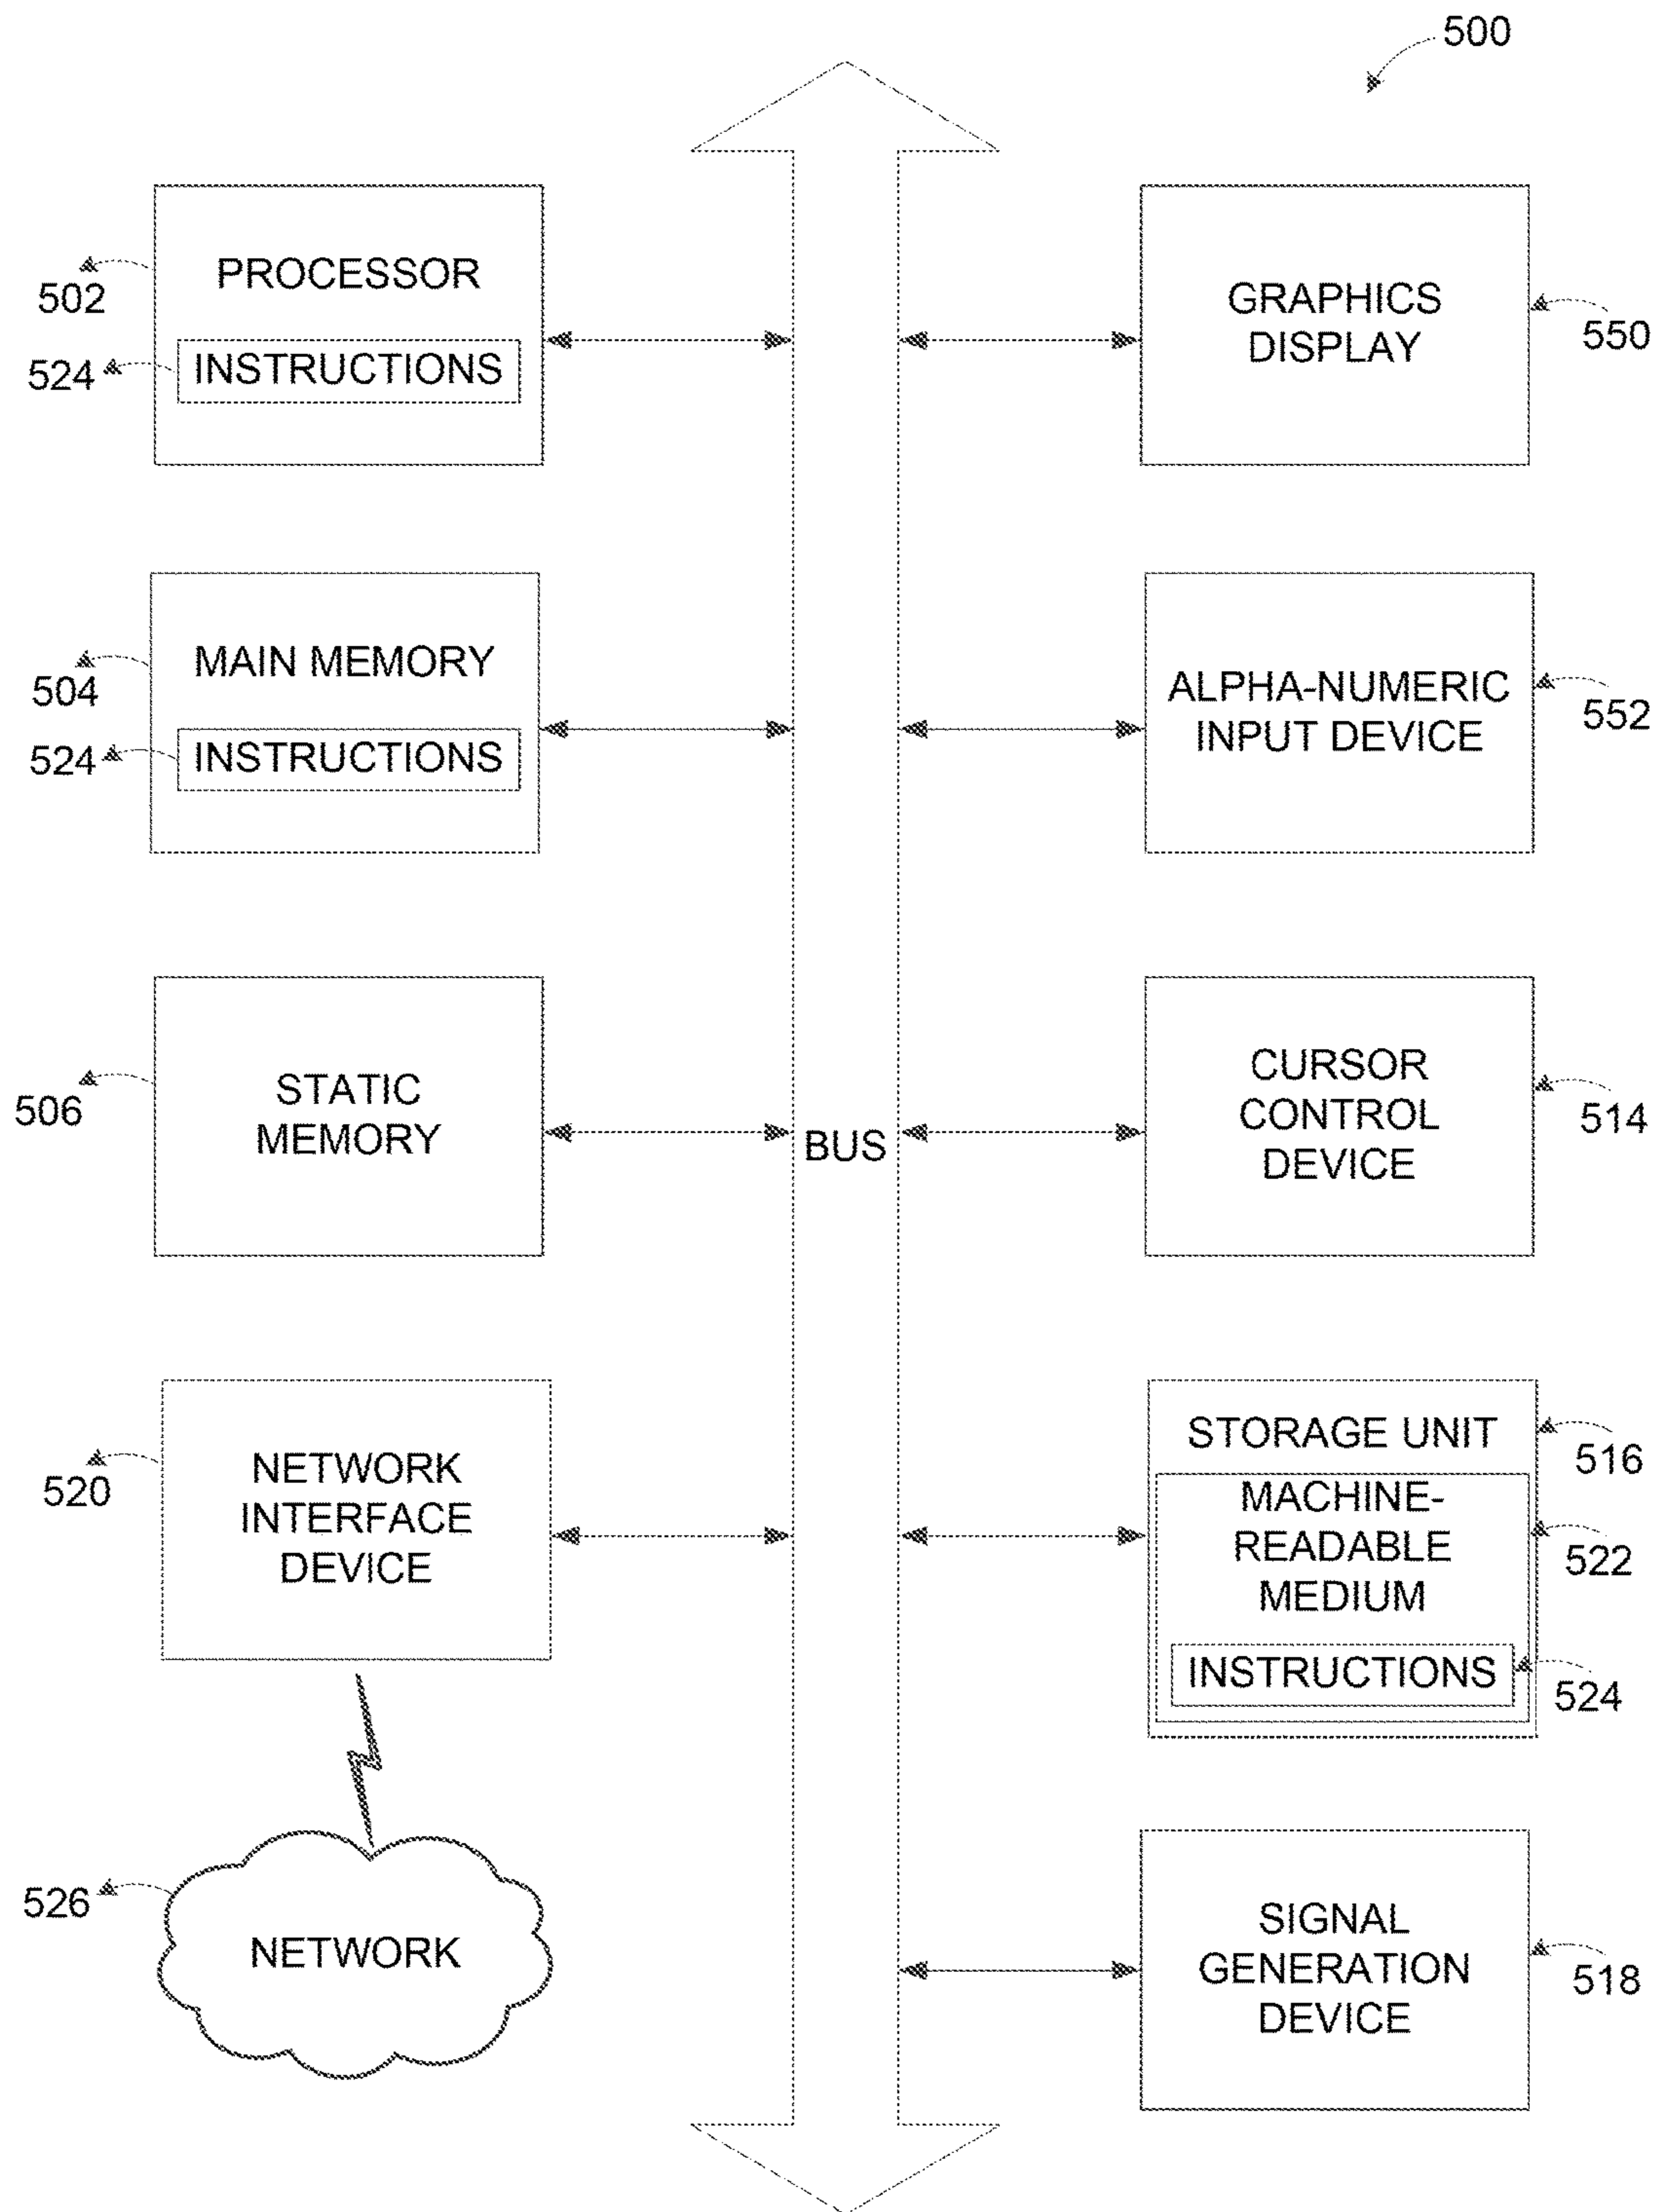 500
PROCESSOR
502
524
INSTRUCTIONS
GRAPHICS
DISPLAY
550
MAIN MEMORY
504
524
INSTRUCTIONS
ALPHA-NUMERIC
INPUT DEVICE
552
STATIC
MEMORY
506
BUS
CURSOR
CONTROL
DEVICE
514
NETWORK
INTERFACE
DEVICE
520
STORAGE UNIT
516
MACHINE-
READABLE
MEDIUM
522
INSTRUCTIONS
524
526
NETWORK
SIGNAL
GENERATION
DEVICE
518